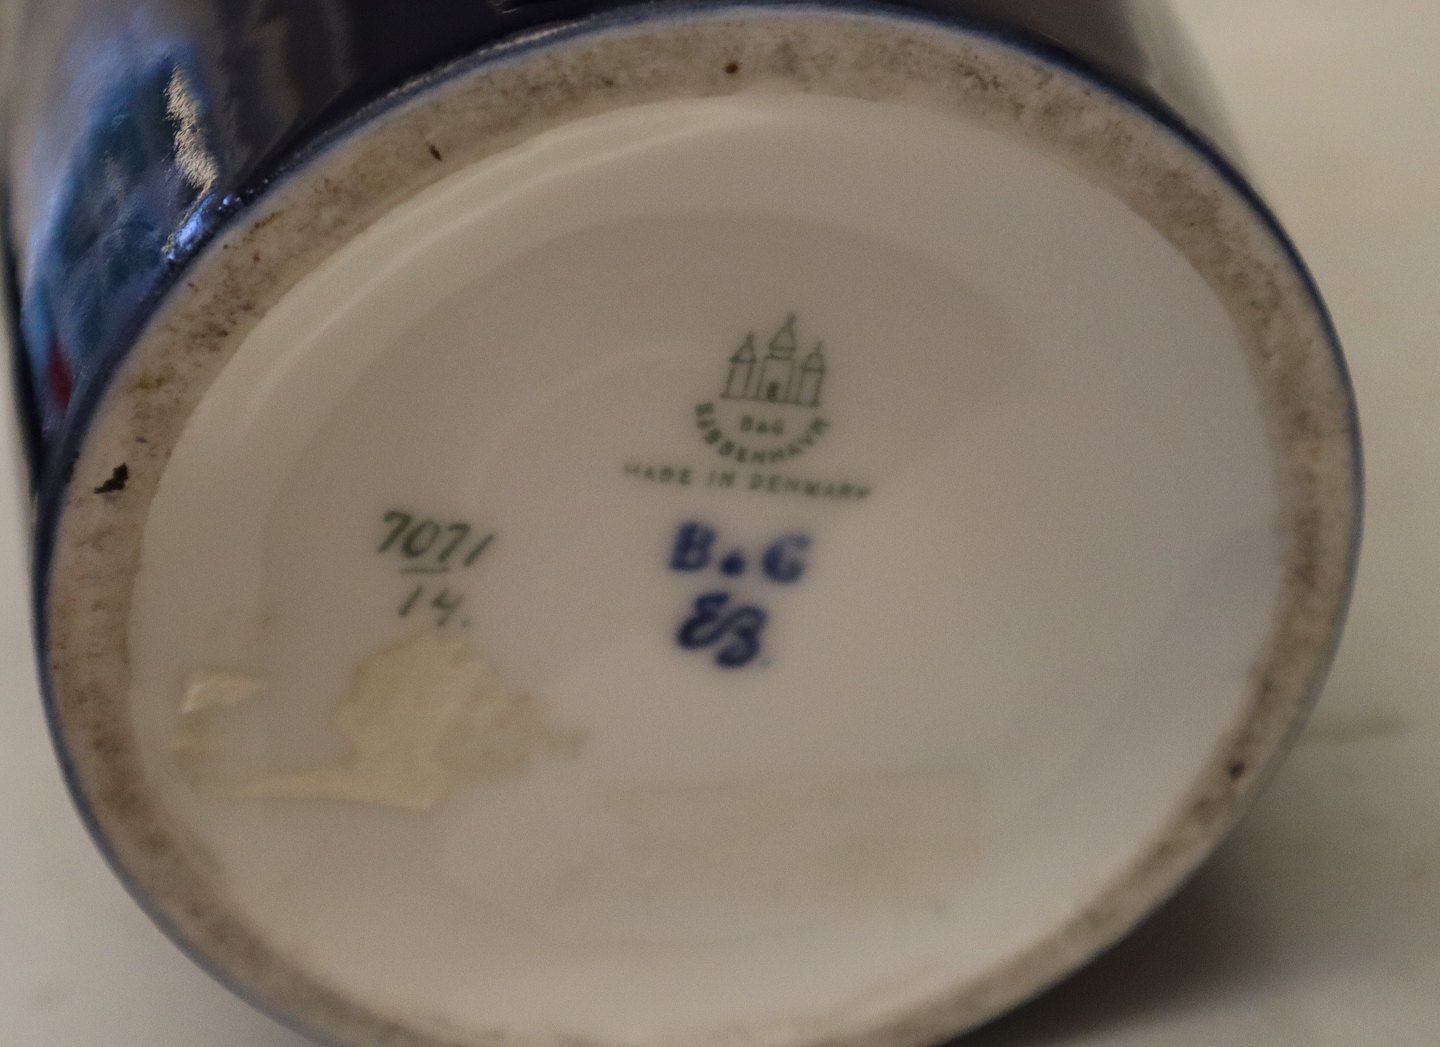 B&G
KJØBENHAVN
MADE IN DENMARK
B.G
EB.
7071
14.